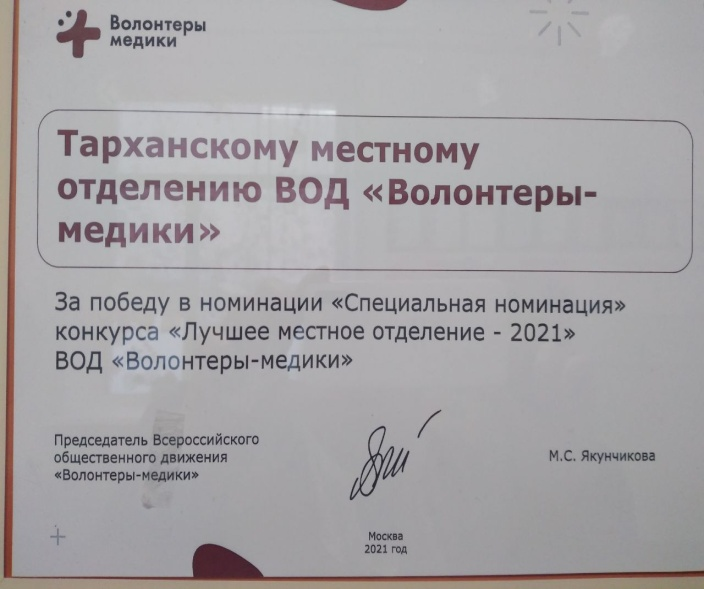 Волонтеры
медики
Тарханскому местному
отделению ВОД «Волонтеры-
медики»
За победу в номинации «Специальная номинация»
конкурса «Лучшее местное отделение - 2021»
ВОД «Волонтеры-медики»
Председатель Всероссийского
общественного движения
«Волонтеры-медики»
М.С. Якунчикова
Москва
2021 год